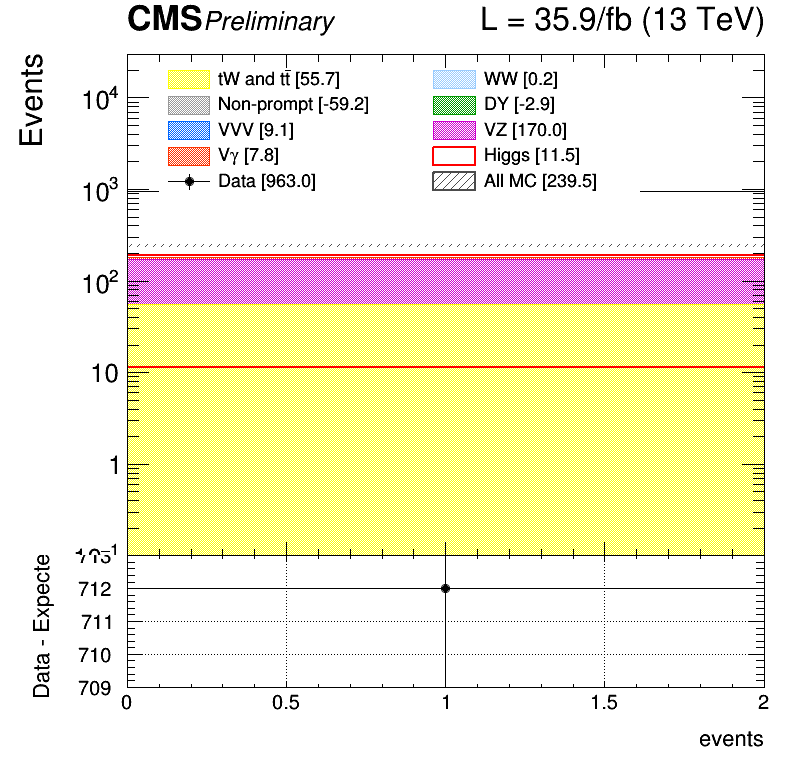 CMS Preliminary L = 35.9/fb (13 TeV)
Events
tW and tt̄ [55.7] WW [0.2]
Non-prompt [-59.2] DY [-2.9]
VVV [9.1] VZ [170.0]
Vγ [7.8] Higgs [11.5]
Data [963.0] All MC [239.5]
10⁴
10³
10²
10
1
Data - Expecte
712
711
710
709
0 0.5 1 1.5 2
events